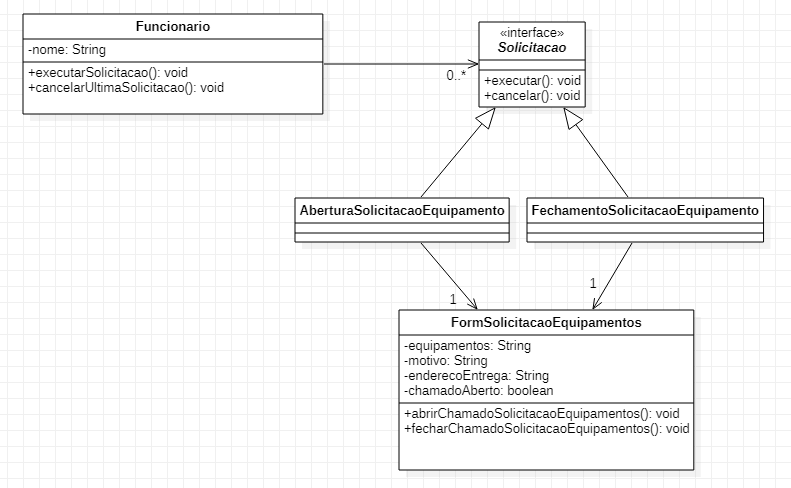 Funcionario
-nome: String
+executarSolicitacao(): void
+cancelarUltimaSolicitacao(): void
0..*
«interface»
Solicitacao
+executar(): void
+cancelar(): void
AberturaSolicitacaoEquipamento
FechamentoSolicitacaoEquipamento
1
1
FormSolicitacaoEquipamentos
-equipamentos: String
-motivo: String
-enderecoEntrega: String
-chamadoAberto: boolean
+abrirChamadoSolicitacaoEquipamentos(): void
+fecharChamadoSolicitacaoEquipamentos(): void